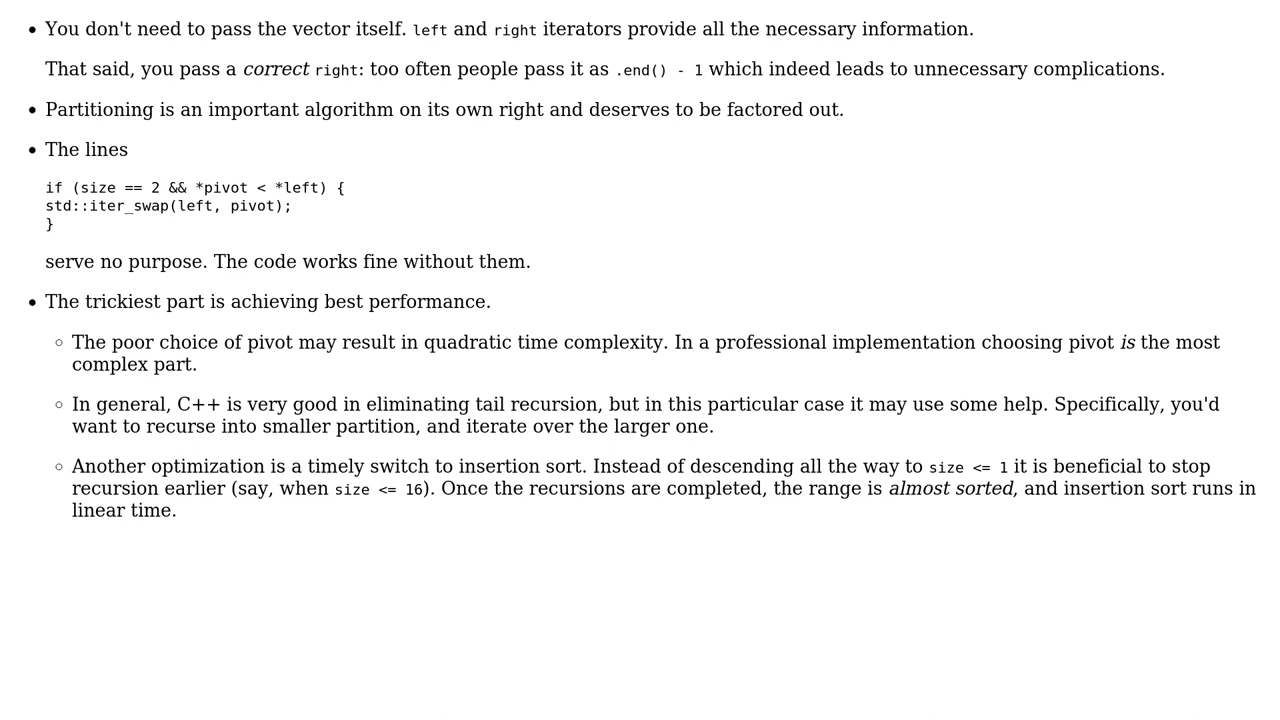 You don't need to pass the vector itself. left and right iterators provide all the necessary information.
That said, you pass a correct right: too often people pass it as .end() - 1 which indeed leads to unnecessary complications.
Partitioning is an important algorithm on its own right and deserves to be factored out.
The lines
if (size == 2 && *pivot < *left) {
std::iter_swap(left, pivot);
}
serve no purpose. The code works fine without them.
The trickiest part is achieving best performance.
The poor choice of pivot may result in quadratic time complexity. In a professional implementation choosing pivot is the most
complex part.
In general, C++ is very good in eliminating tail recursion, but in this particular case it may use some help. Specifically, you'd
want to recurse into smaller partition, and iterate over the larger one.
Another optimization is a timely switch to insertion sort. Instead of descending all the way to size <= 1 it is beneficial to stop
recursion earlier (say, when size <= 16). Once the recursions are completed, the range is almost sorted, and insertion sort runs in
linear time.